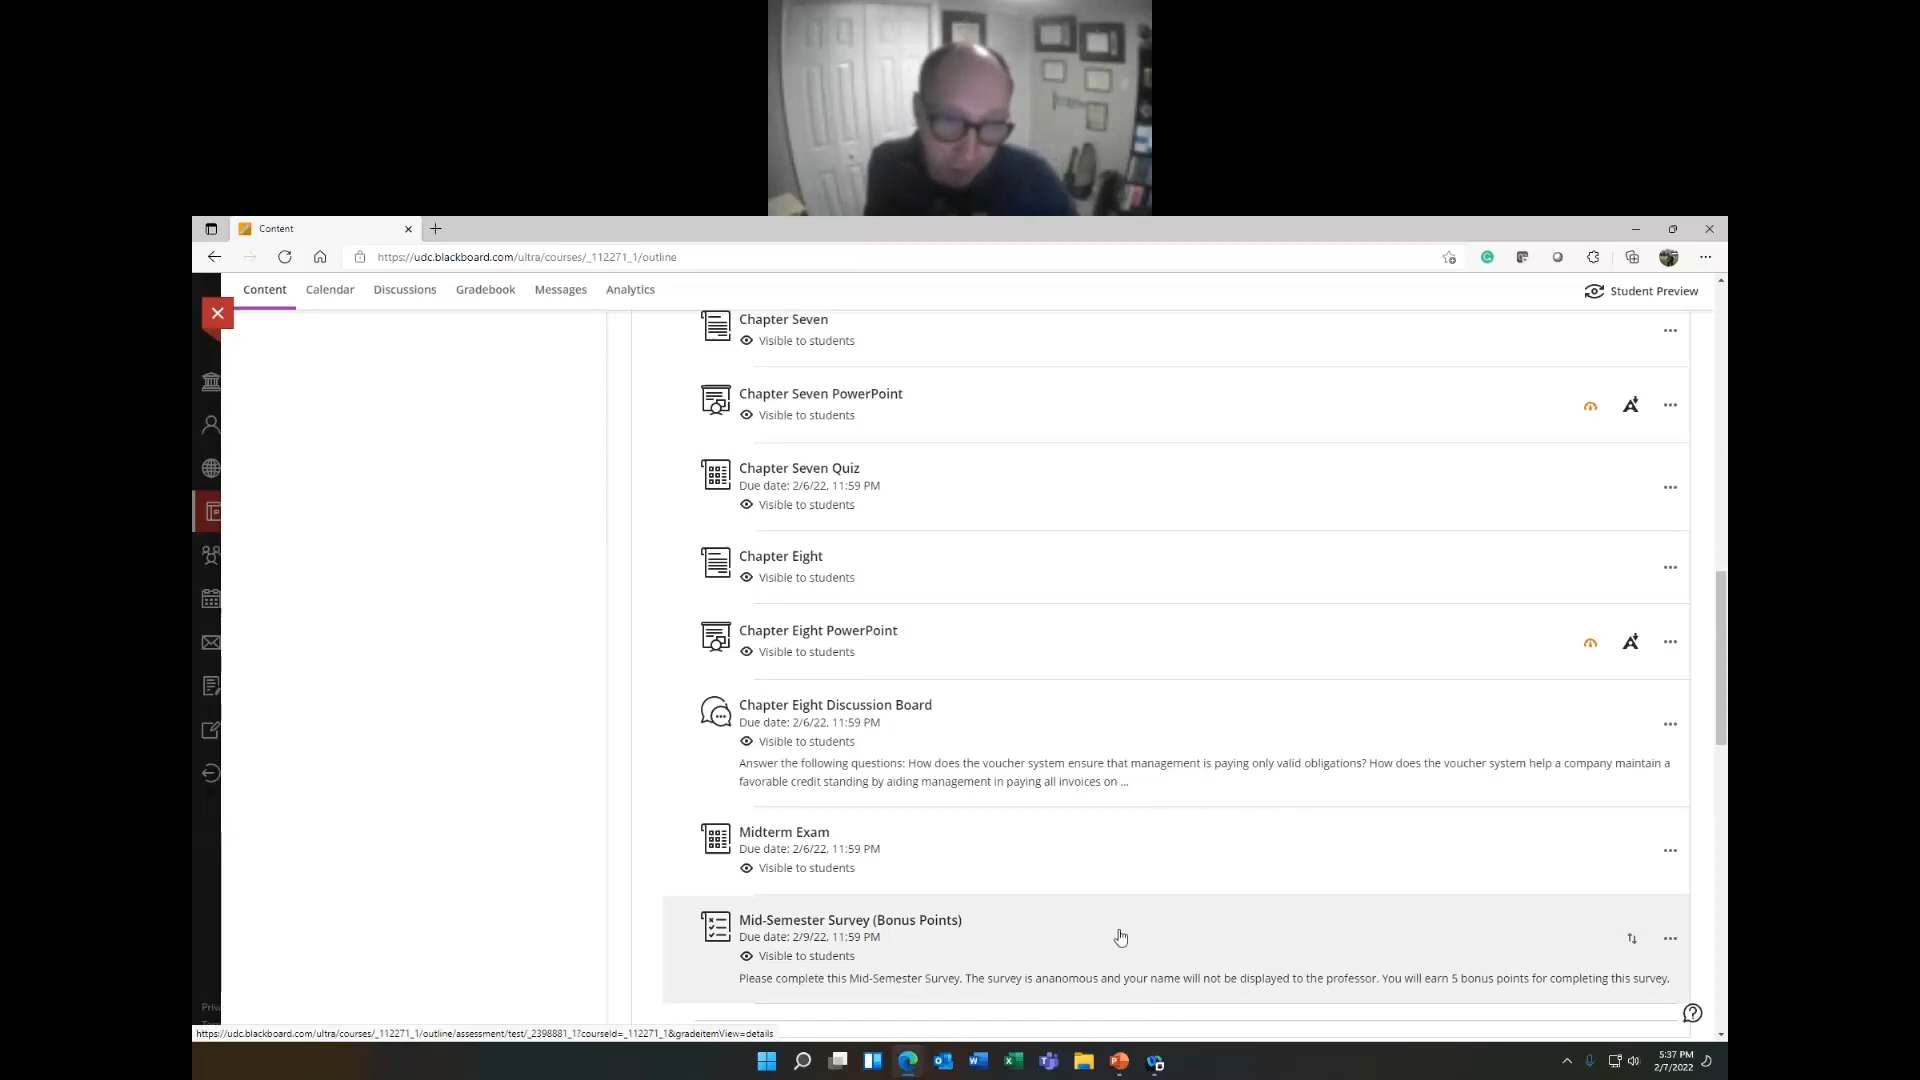 Content
https://udc.blackboard.com/ultra/courses/_112271_1/outline
Content Calendar Discussions Gradebook Messages Analytics
Student Preview
Chapter Seven
Visible to students
Chapter Seven PowerPoint
Visible to students
Chapter Seven Quiz
Due date: 2/6/22, 11:59 PM
Visible to students
Chapter Eight
Visible to students
Chapter Eight PowerPoint
Visible to students
Chapter Eight Discussion Board
Due date: 2/6/22, 11:59 PM
Visible to students
Answer the following questions: How does the voucher system ensure that management is paying only valid obligations? How does the voucher system help a company maintain a
favorable credit standing by aiding management in paying all invoices on ...
Midterm Exam
Due date: 2/6/22, 11:59 PM
Visible to students
Mid-Semester Survey (Bonus Points)
Due date: 2/9/22, 11:59 PM
Visible to students
Please complete this Mid-Semester Survey. The survey is ananomous and your name will not be displayed to the professor. You will earn 5 bonus points for completing this survey.
Priva
https://udc.blackboard.com/ultra/courses/_112271_1/outline/assessment/test/_2398881_1?courseId=_112271_1&gradeitemView=details
5:37 PM
2/7/2022